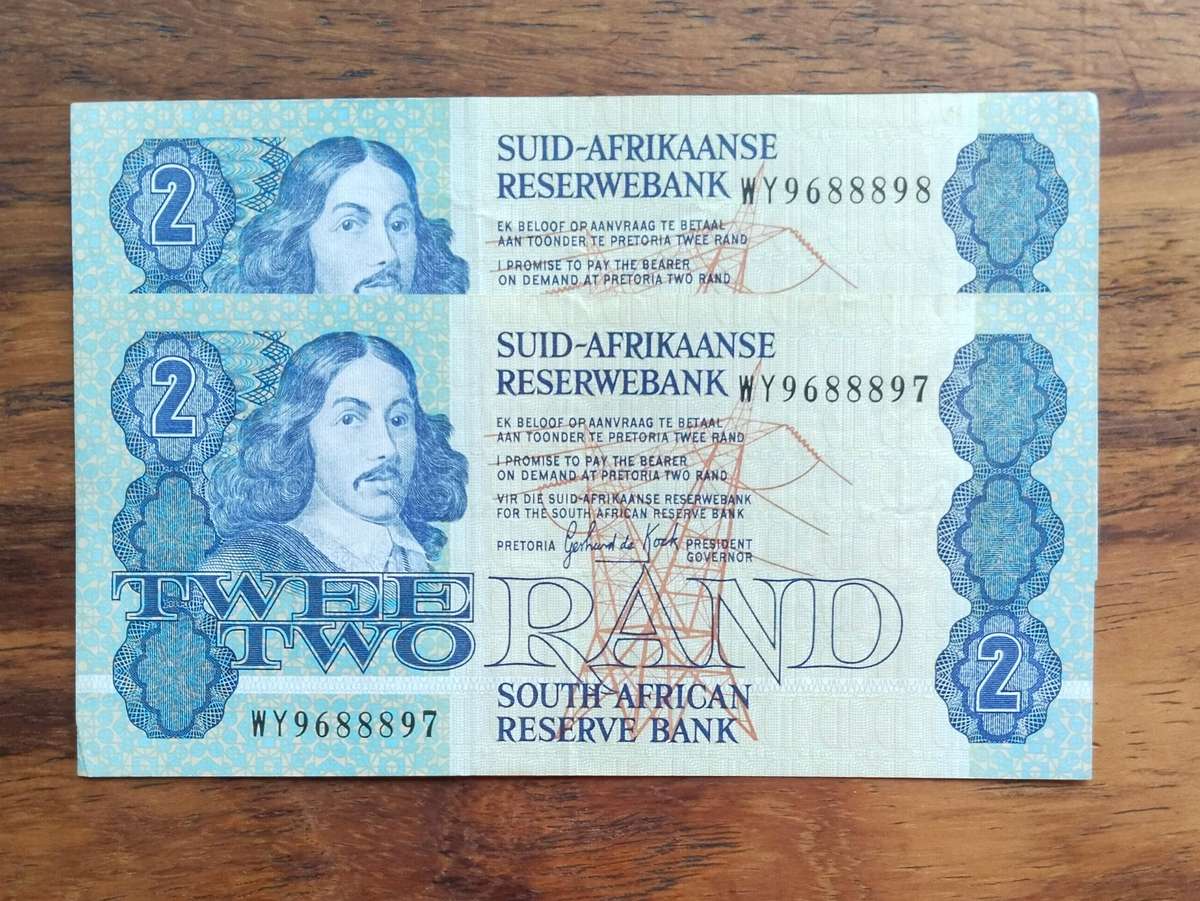 2
SUID-AFRIKAANSE
RESERWEBANK WY9688898
EK BELOOF OP AANVRAAG TE BETAAL
AAN TOONDER TE PRETORIA TWEE RAND
I PROMISE TO PAY THE BEARER
ON DEMAND AT PRETORIA TWO RAND
2
SUID-AFRIKAANSE
RESERWEBANK WY9688897
EK BELOOF OP AANVRAAG TE BETAAL
AAN TOONDER TE PRETORIA TWEE RAND
I PROMISE TO PAY THE BEARER
ON DEMAND AT PRETORIA TWO RAND
VIR DIE SUID-AFRIKAANSE RESERWEBANK
FOR THE SOUTH AFRICAN RESERVE BANK
PRETORIA Gerhard de Kock PRESIDENT
GOVERNOR
TWEE
TWO RAND
2
SOUTH AFRICAN
RESERVE BANK
WY9688897